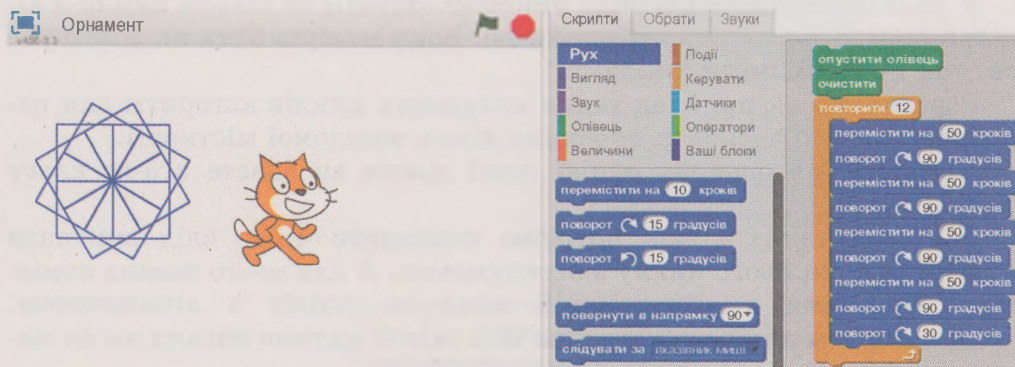 Орнамент
Скрипти Обрати Звуки
Рух Події
Вигляд Керувати
Звук Датчики
Олівець Оператори
Величини Ваші блоки
перемістити на 10 кроків
поворот 15 градусів
поворот 15 градусів
повернути в напрямку 90
слідувати за вказівник миші
опустити олівець
очистити
повторити 12
перемістити на 50 кроків
поворот 90 градусів
перемістити на 50 кроків
поворот 90 градусів
перемістити на 50 кроків
поворот 90 градусів
перемістити на 50 кроків
поворот 90 градусів
поворот 30 градусів